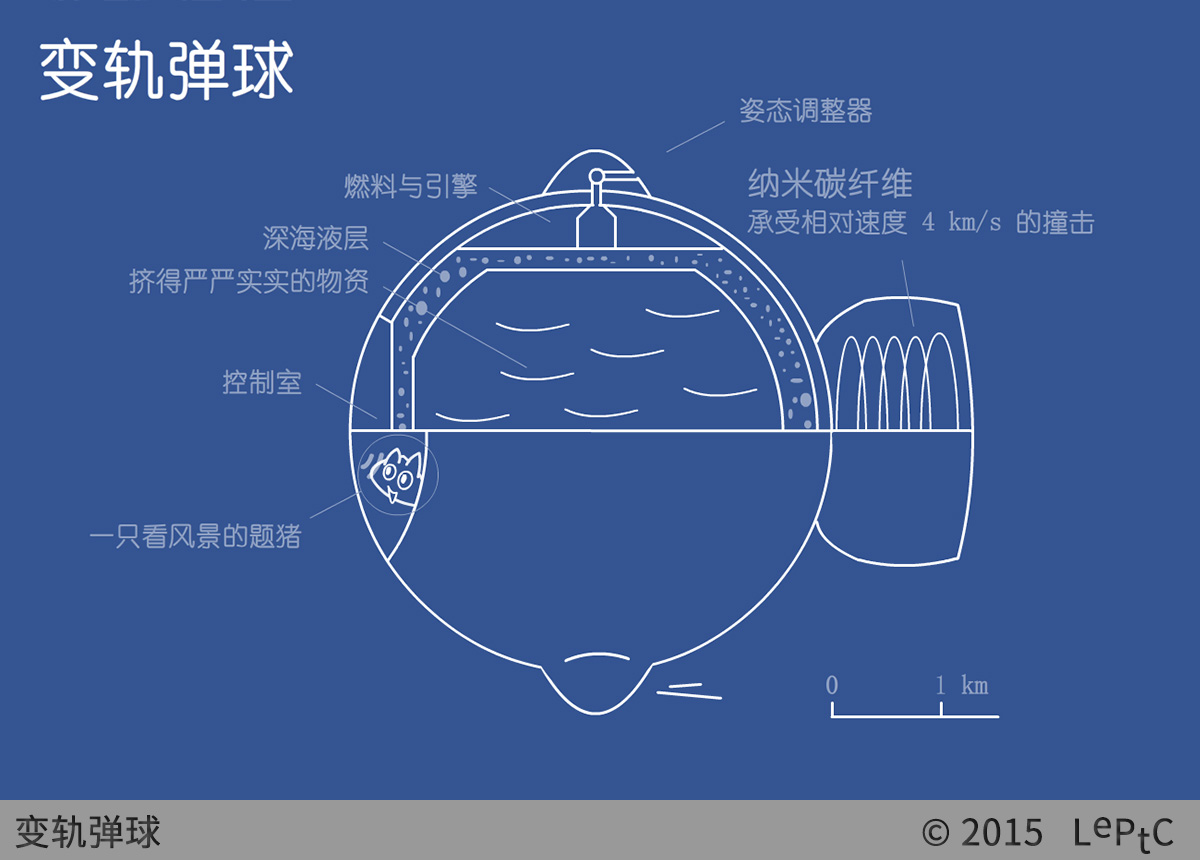 变轨弹球
姿态调整器
燃料与引擎
纳米碳纤维
承受相对速度 4 km/s 的撞击
深海液层
挤得严严实实的物资
控制室
一只看风景的题猪
0
1 km
变轨弹球
© 2015 LePtC